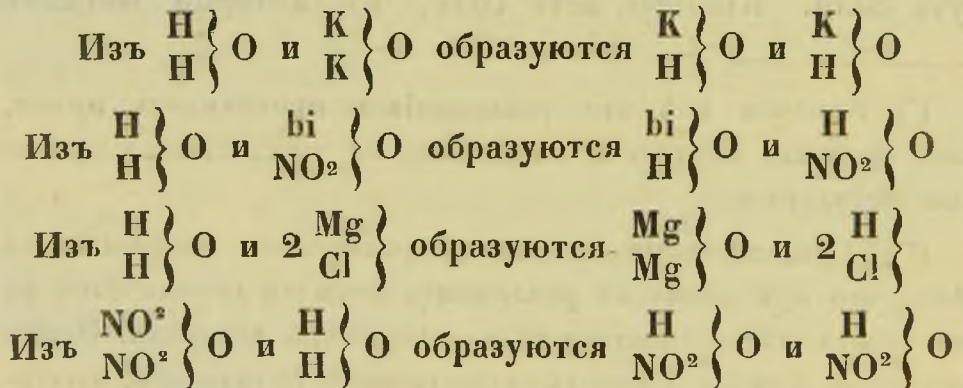 Изъ H H } O и K K } O образуются K H } O и K H } O
Изъ H H } O и bi NO₂ } O образуются bi H } O и H NO² } O
Изъ H H } O и 2 Mg Cl } образуются Mg Mg } O и 2 H Cl }
Изъ NO² NO² } O и H H } O образуются H NO² } O и H NO² } O